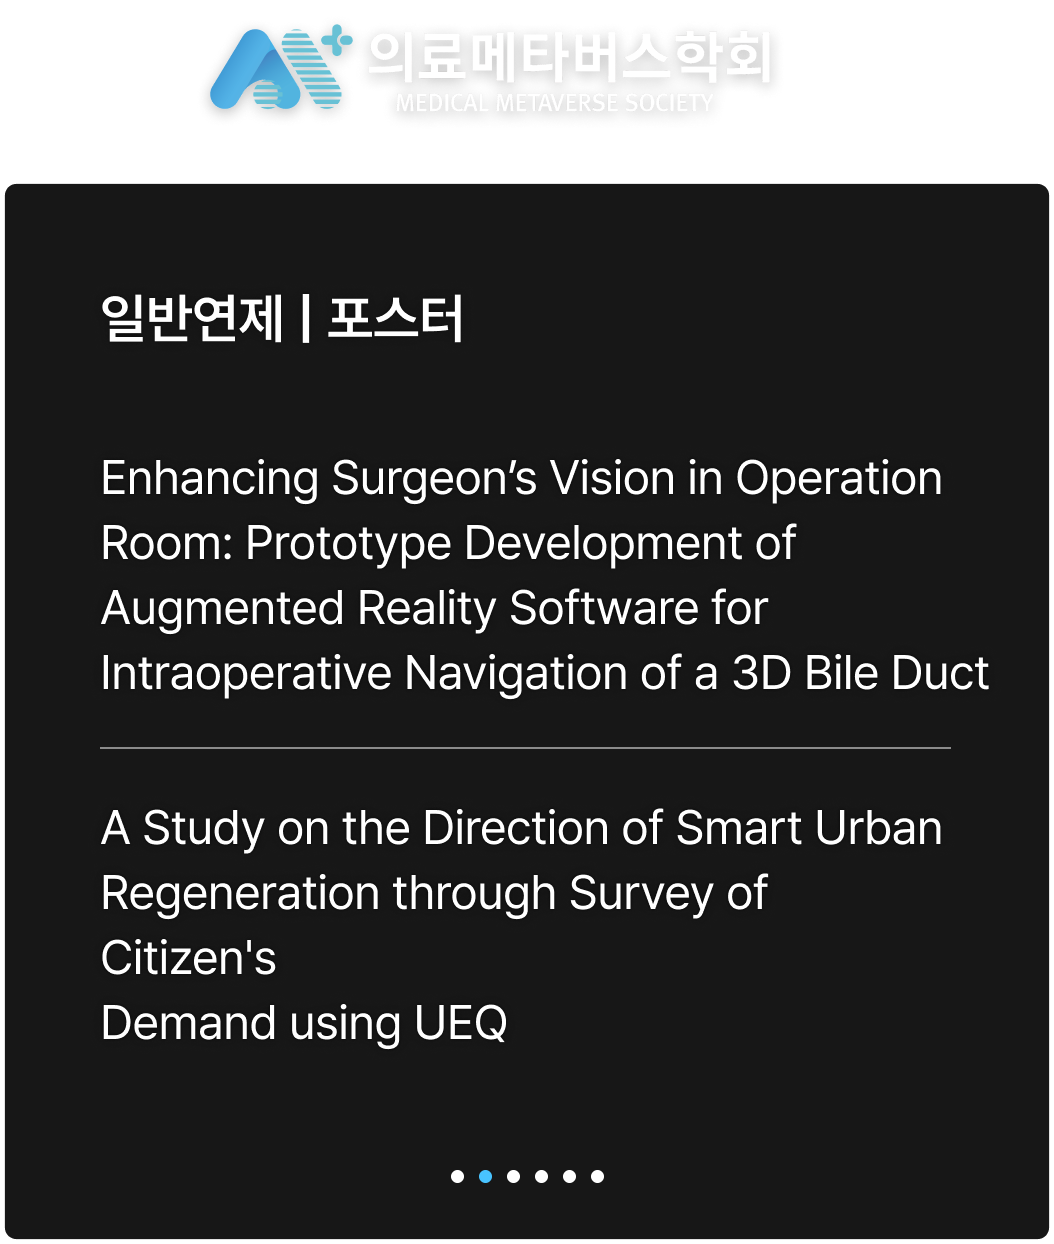 의료메타버스학회
MEDICAL METAVERSE SOCIETY
일반연제 | 포스터
Enhancing Surgeon’s Vision in Operation
Room: Prototype Development of
Augmented Reality Software for
Intraoperative Navigation of a 3D Bile Duct
A Study on the Direction of Smart Urban
Regeneration through Survey of
Citizen's
Demand using UEQ